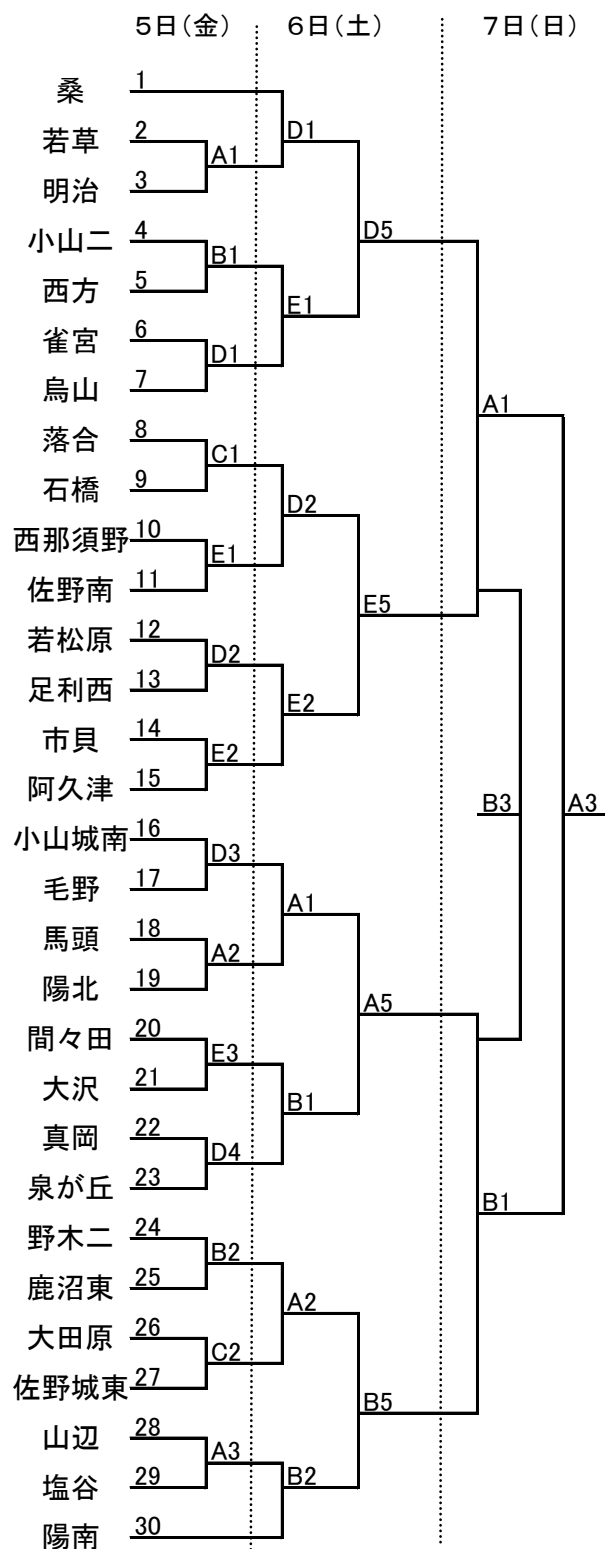 5日(金) 6日(土) 7日(日)
桑 1
D1
若草 2
A1
明治 3
小山二 4
D5
B1
西方 5
E1
雀宮 6
D1
烏山 7
A1
落合 8
C1
石橋 9
D2
西那須野 10
E1
佐野南 11
E5
若松原 12
D2
足利西 13
E2
市貝 14
E2
阿久津 15
B3 A3
小山城南 16
D3
毛野 17
A1
馬頭 18
A2
陽北 19
A5
間々田 20
E3
大沢 21
B1
真岡 22
D4
泉が丘 23
B1
野木二 24
B2
鹿沼東 25
A2
大田原 26
C2
佐野城東 27
B5
山辺 28
A3
塩谷 29
B2
陽南 30